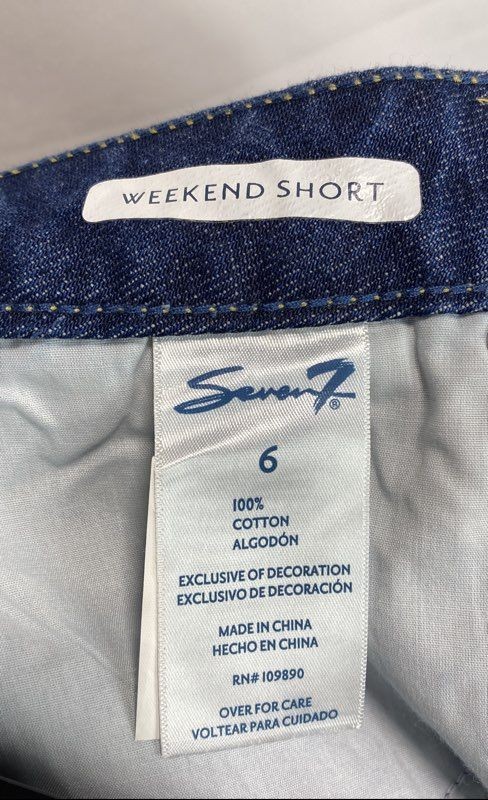 WEEKEND SHORT
Seven7®
6
100%
COTTON
ALGODÓN
EXCLUSIVE OF DECORATION
EXCLUSIVO DE DECORACIÓN
MADE IN CHINA
HECHO EN CHINA
RN# 109890
OVER FOR CARE
VOLTEAR PARA CUIDADO